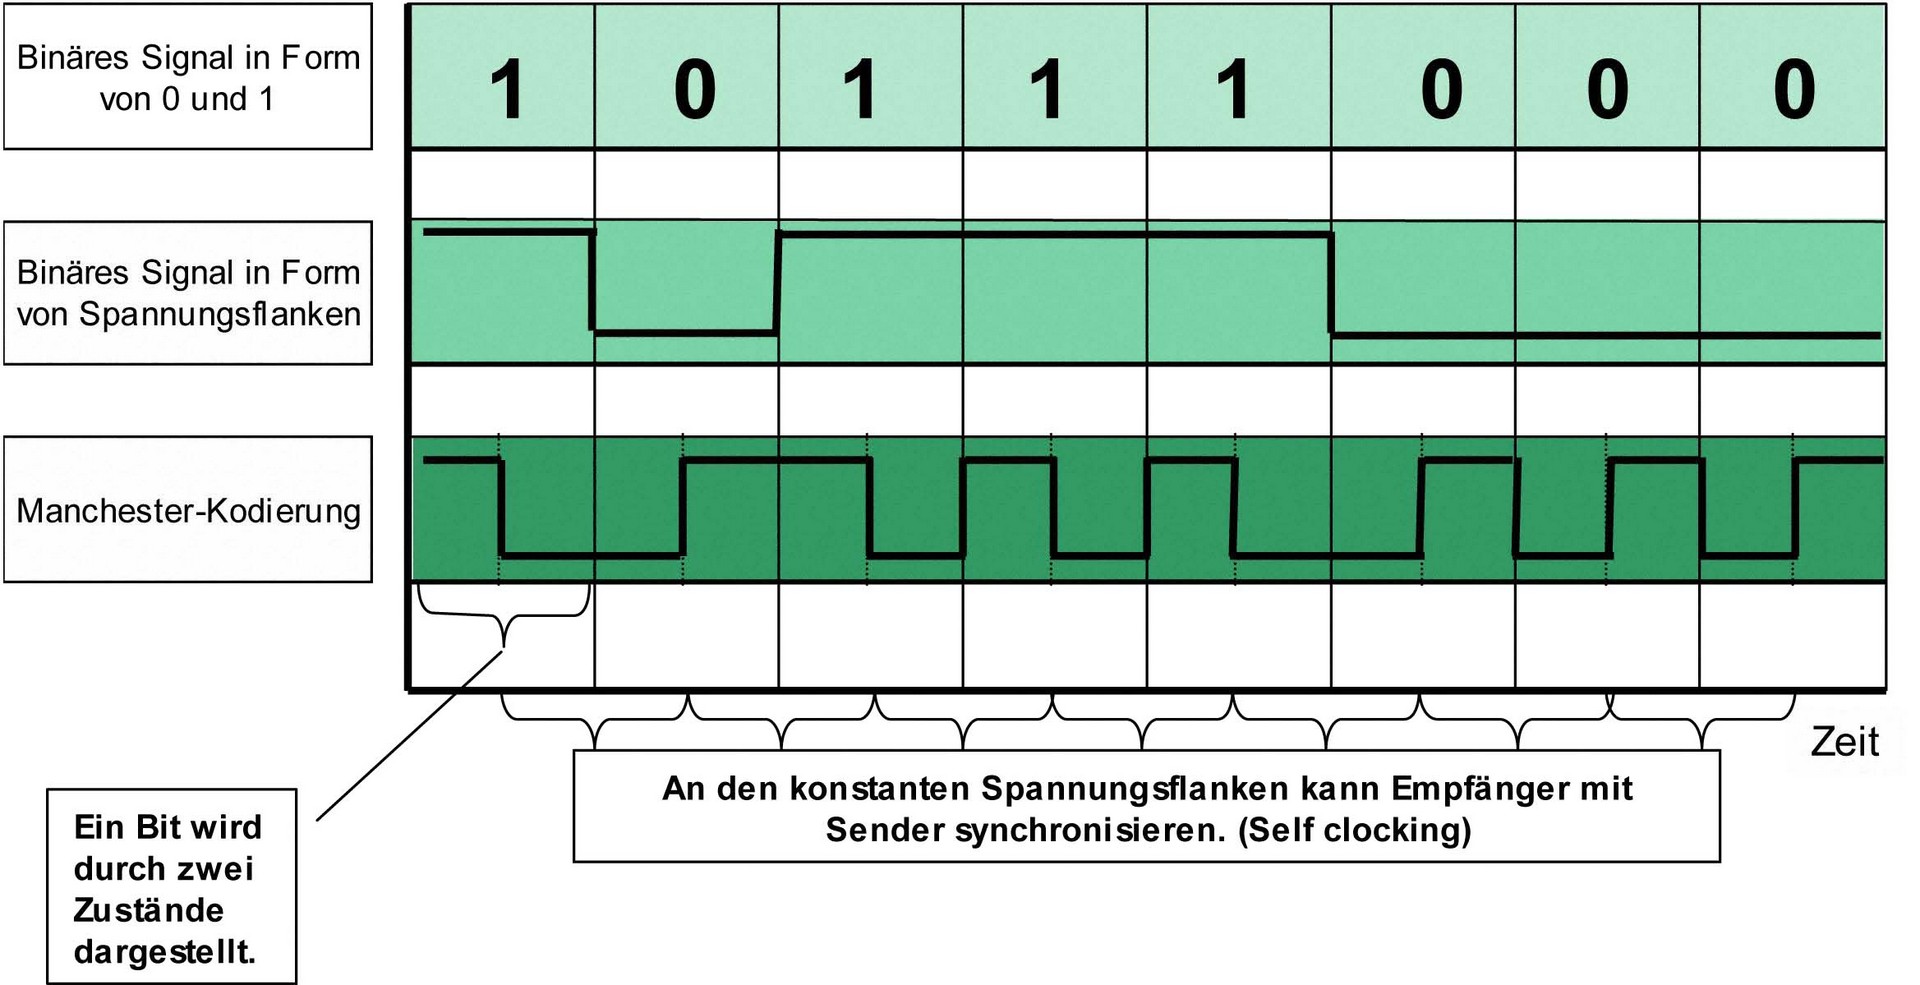 Binäres Signal in Form
von 0 und 1
1 0 1 1 1 0 0 0
Binäres Signal in Form
von Spannungsflanken
Manchester-Kodierung
Zeit
An den konstanten Spannungsflanken kann Empfänger mit
Sender synchronisieren. (Self clocking)
Ein Bit wird
durch zwei
Zustände
dargestellt.